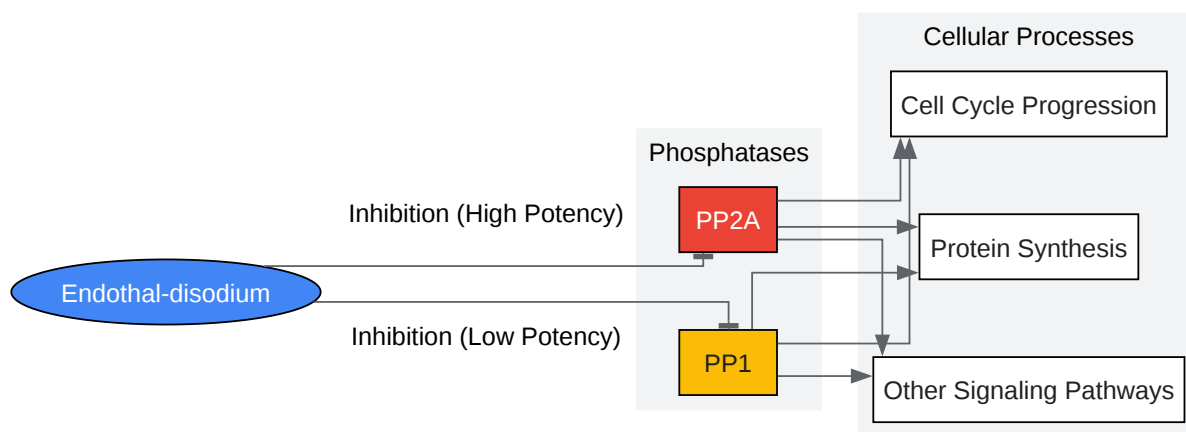 Cellular Processes
Cell Cycle Progression
Phosphatases
Inhibition (High Potency)
PP2A
Protein Synthesis
Endothal-disodium
Inhibition (Low Potency)
PP1
Other Signaling Pathways